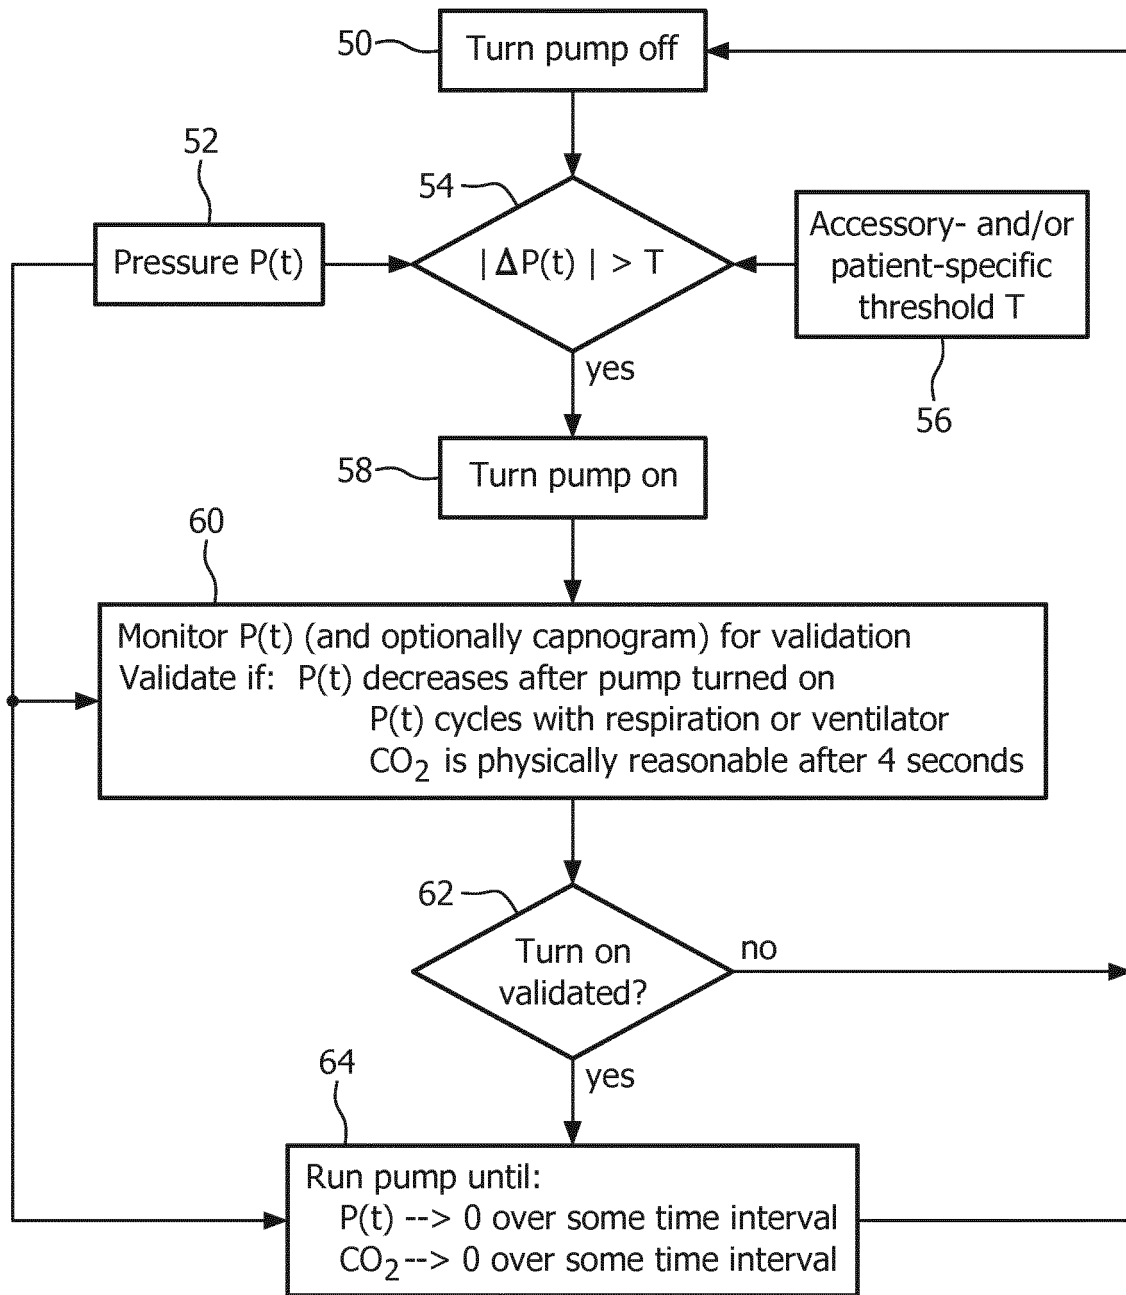 50
Turn pump off
52
54
Pressure P(t)
| ΔP(t) | > T
Accessory- and/or
patient-specific
threshold T
56
yes
58
Turn pump on
60
Monitor P(t) (and optionally capnogram) for validation
Validate if: P(t) decreases after pump turned on
P(t) cycles with respiration or ventilator
CO2 is physically reasonable after 4 seconds
62
Turn on
validated?
no
yes
64
Run pump until:
P(t) --> 0 over some time interval
CO2--> 0 over some time interval